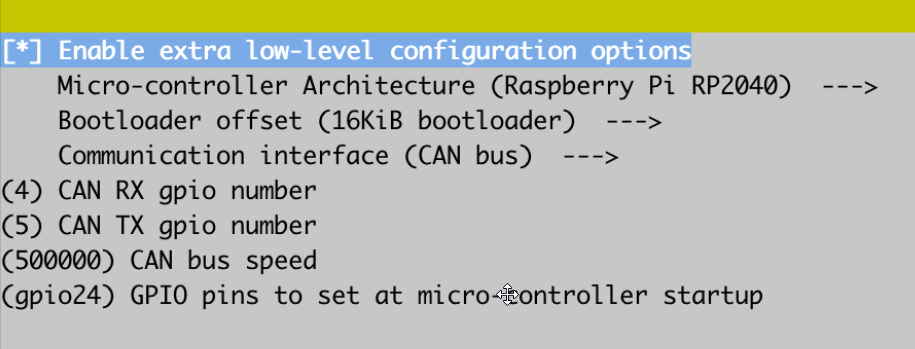 [*] Enable extra low-level configuration options
Micro-controller Architecture (Raspberry Pi RP2040) --->
Bootloader offset (16KiB bootloader) --->
Communication interface (CAN bus) --->
(4) CAN RX gpio number
(5) CAN TX gpio number
(500000) CAN bus speed
(gpio24) GPIO pins to set at micro-controller startup